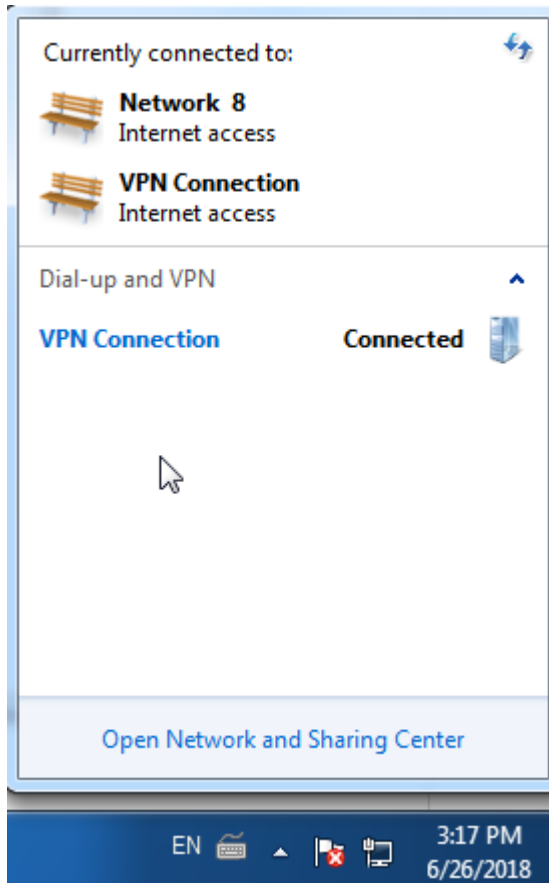 Currently connected to:
Network 8
Internet access
VPN Connection
Internet access
Dial-up and VPN
VPN Connection Connected
Open Network and Sharing Center
EN 3:17 PM
6/26/2018